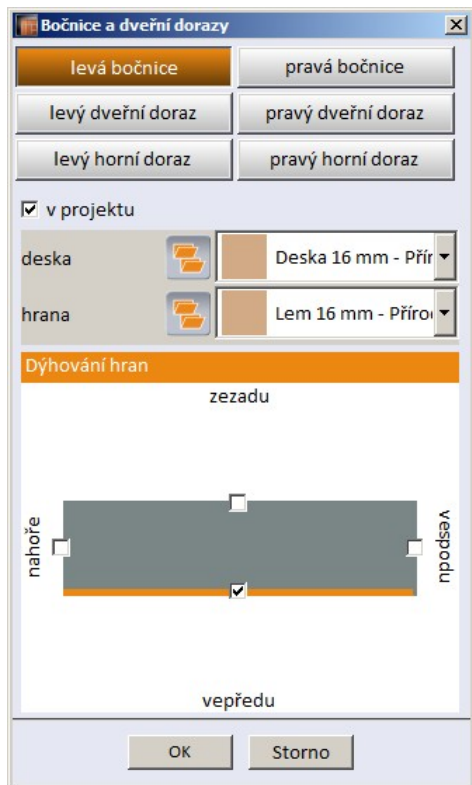 Bočnice a dveřní dorazy
levá bočnice
pravá bočnice
levý dveřní doraz
pravý dveřní doraz
levý horní doraz
pravý horní doraz
v projektu
deska
Deska 16 mm - Přír
hrana
Lem 16 mm - Příro
Dýhování hran
zezadu
nahoře
vespodu
vepředu
OK
Storno